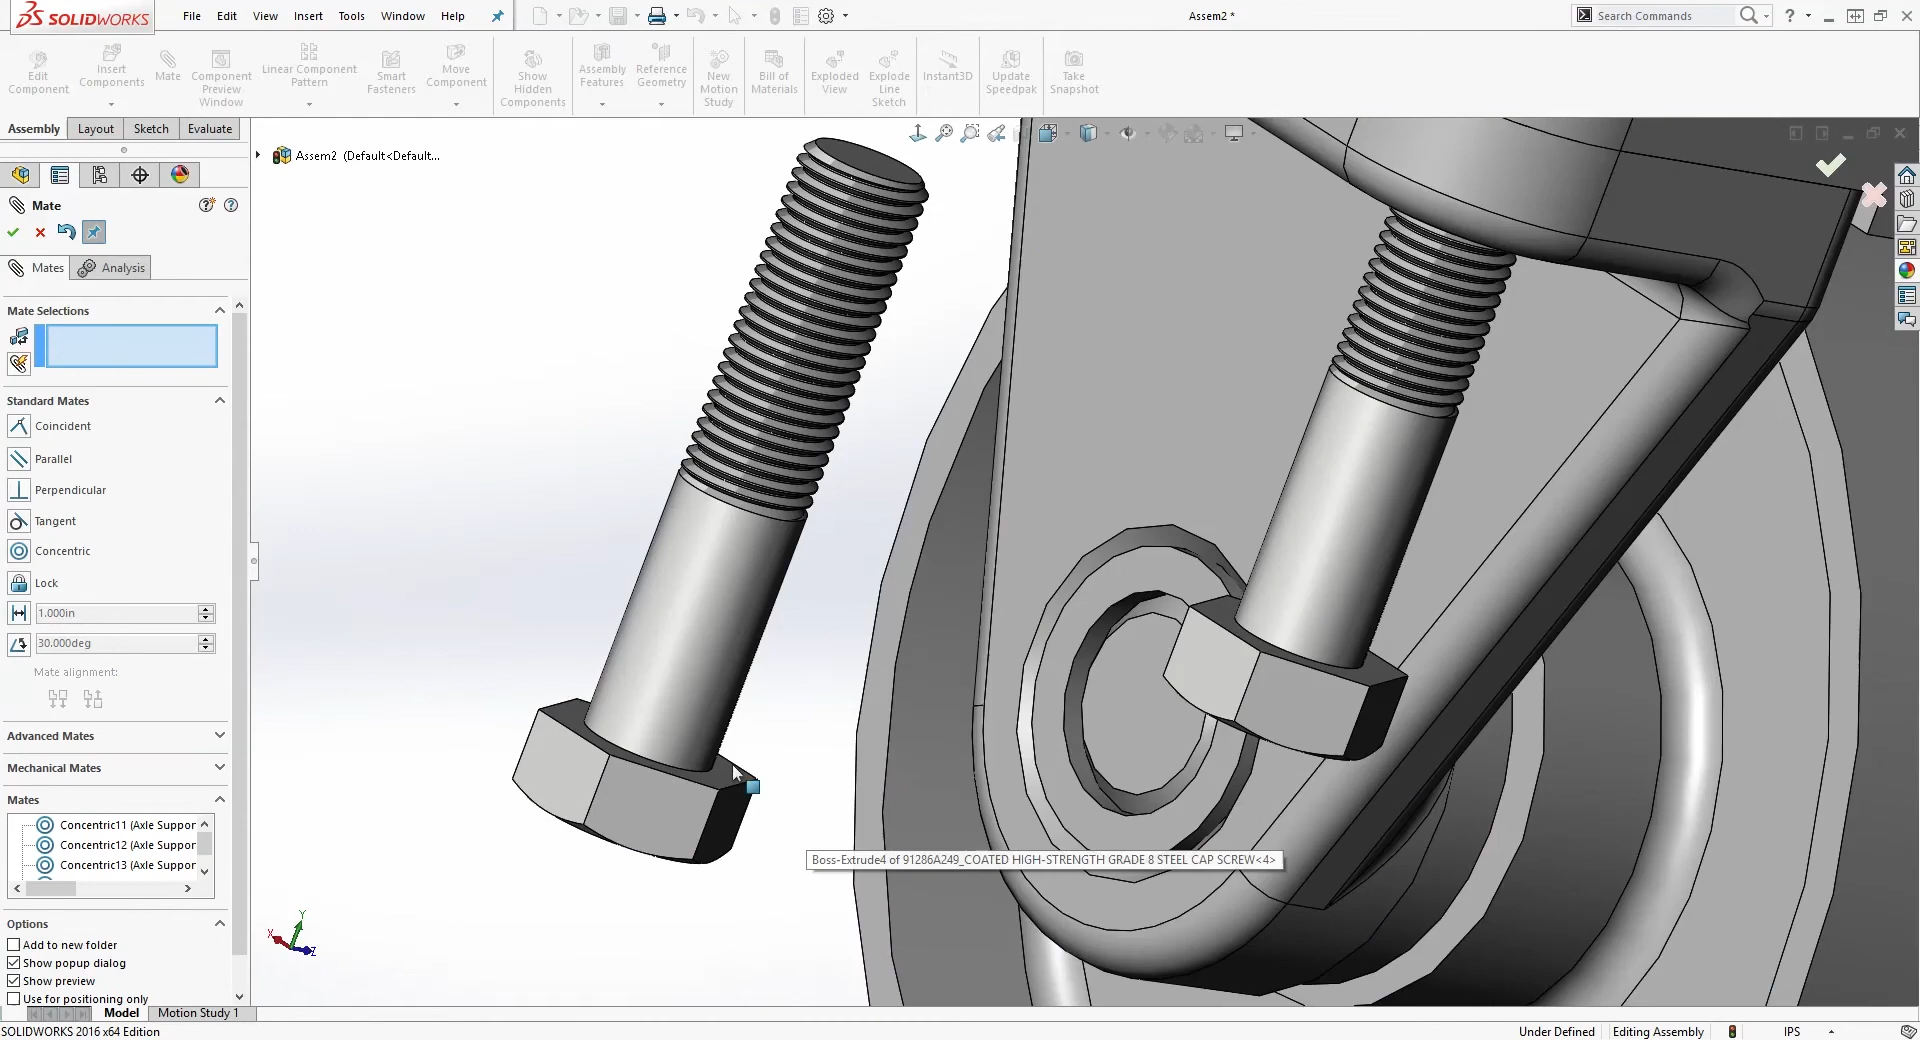 SOLIDWORKS
File Edit View Insert Tools Window Help
Assem2 *
Search Commands
?
Edit Component
Insert Components
Mate
Component Preview Window
Linear Component Pattern
Smart Fasteners
Move Component
Show Hidden Components
Assembly Features
Reference Geometry
New Motion Study
Bill of Materials
Exploded View
Explode Line Sketch
Instant3D
Update Speedpak
Take Snapshot
Assembly Layout Sketch Evaluate
Assem2 (Default<Default...
Mate
Mates Analysis
Mate Selections
Standard Mates
Coincident
Parallel
Perpendicular
Tangent
Concentric
Lock
1.000in
30.000deg
Mate alignment:
Advanced Mates
Mechanical Mates
Mates
Concentric11 (Axle Suppor
Concentric12 (Axle Suppor
Concentric13 (Axle Suppor
Boss-Extrude4 of 91286A249_COATED HIGH-STRENGTH GRADE 8 STEEL CAP SCREW<4>
Options
Add to new folder
Show popup dialog
Show preview
Use for positioning only
Y
X
Z
Model Motion Study 1
SOLIDWORKS 2016 x64 Edition
Under Defined Editing Assembly IPS